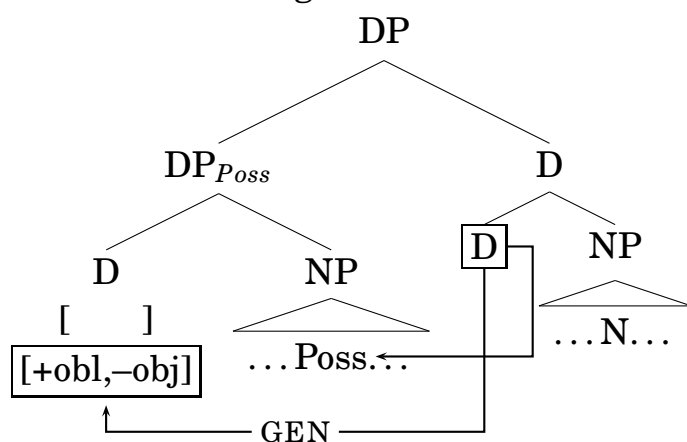 DP
DP_Poss D
D NP D NP
[ ] …Poss… …N…
[+obl,–obj]
GEN